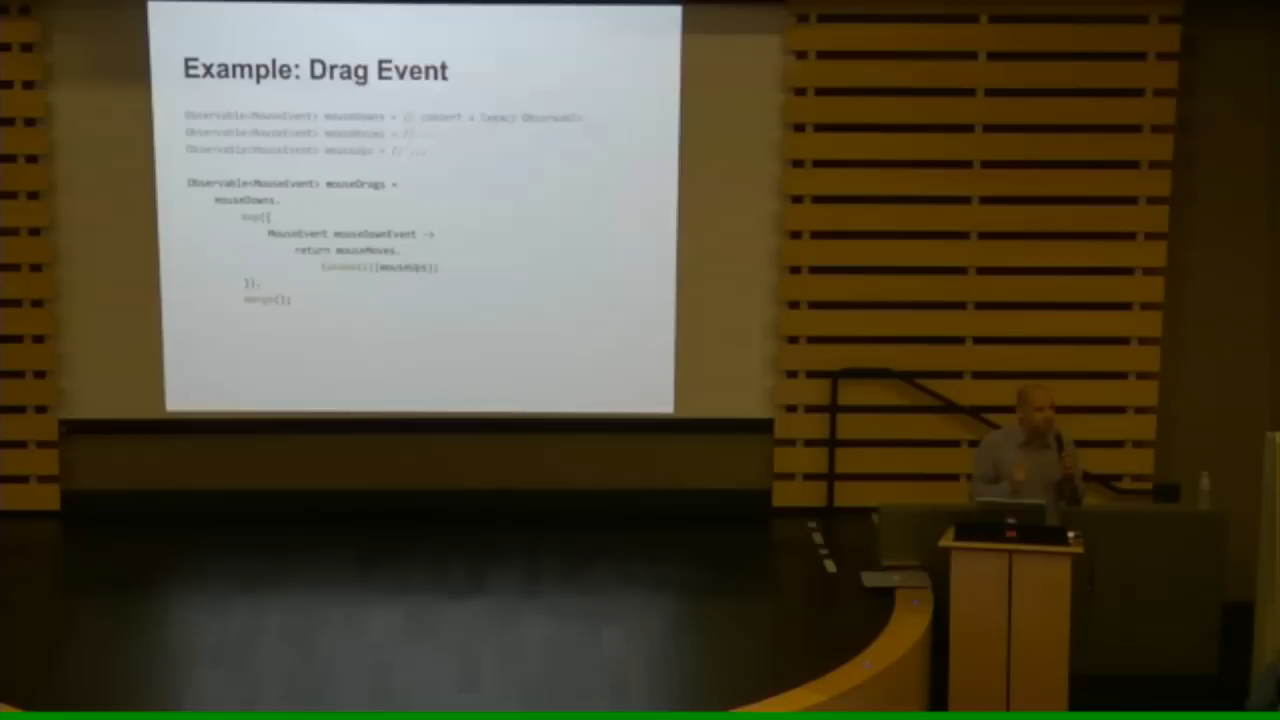 Example: Drag Event
Observable<MouseEvent> mouseDowns = // convert a legacy
Observable<MouseEvent> mouseMoves = // ...
Observable<MouseEvent> mouseUps = // ...
Observable<MouseEvent> mouseDrags =
mouseDowns.
map({
MouseEvent mouseDownEvent ->
return mouseMoves.
takeUntil(mouseUps);
}).
merge();